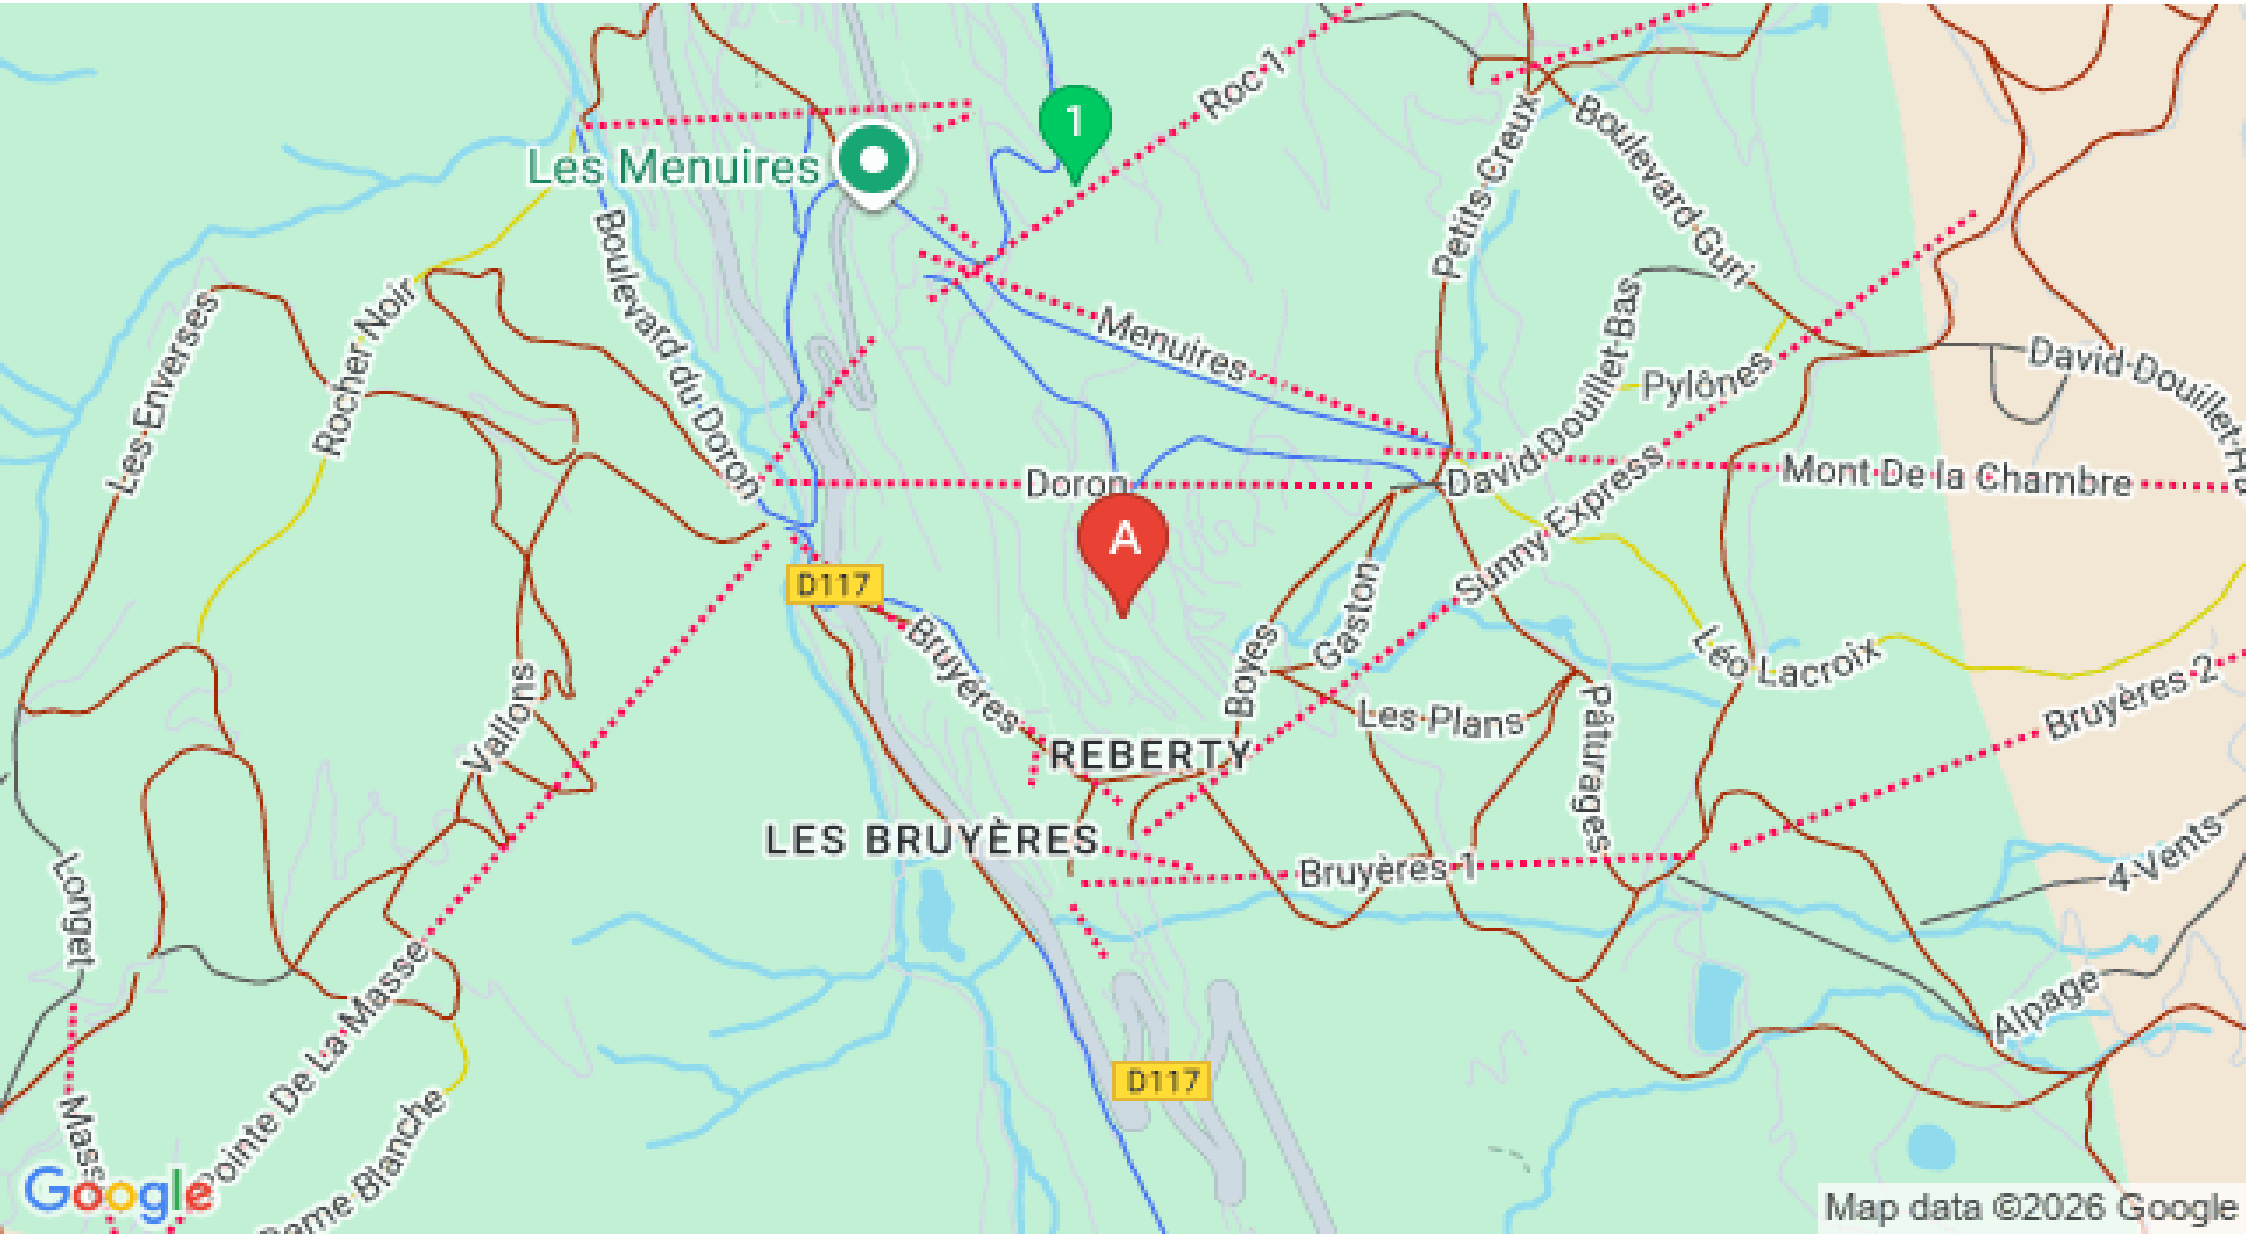 Roc 1
1
Boulevard Guri
Petits Creux
Les Menuires
Boulevard du Doron
Rocher Noir
Les Enverses
Menuires
David Douillet Bas
Pylônes
David Douillet Ha
Doron
David Douillet
Mont De la Chambre
Sunny Express
A
D117
Gaston
Bruyères
Boyes
Léo Lacroix
Bruyères 2
Vallons
Les Plans
Pâturages
REBERTY
LES BRUYÈRES
Bruyères 1
4 Vents
Longet
Pointe De La Masse
Alpage
D117
Masse
Dame Blanche
Google
Map data ©2026 Google